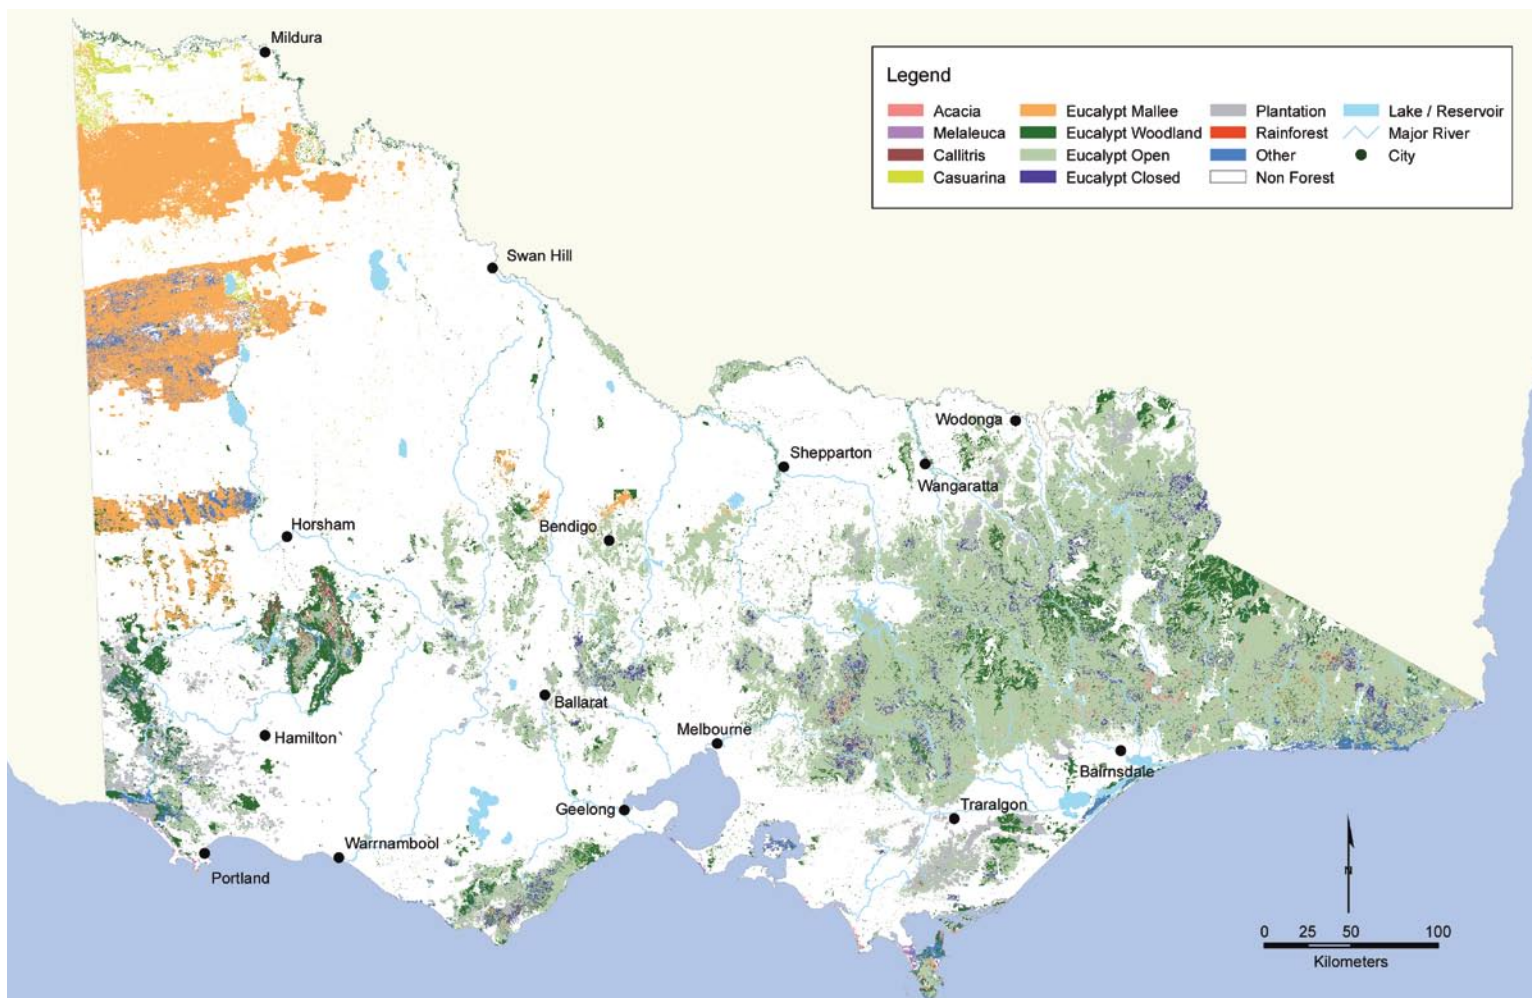 Mildura
Legend
Acacia
Eucalypt Mallee
Plantation
Lake / Reservoir
Melaleuca
Eucalypt Woodland
Rainforest
Major River
Callitris
Eucalypt Open
Other
City
Casuarina
Eucalypt Closed
Non Forest
Swan Hill
Wodonga
Shepparton
Wangaratta
Horsham
Bendigo
Ballarat
Melbourne
Hamilton`
Bairnsdale
Geelong
Traralgon
Warrnambool
Portland
N
0 25 50 100
Kilometers